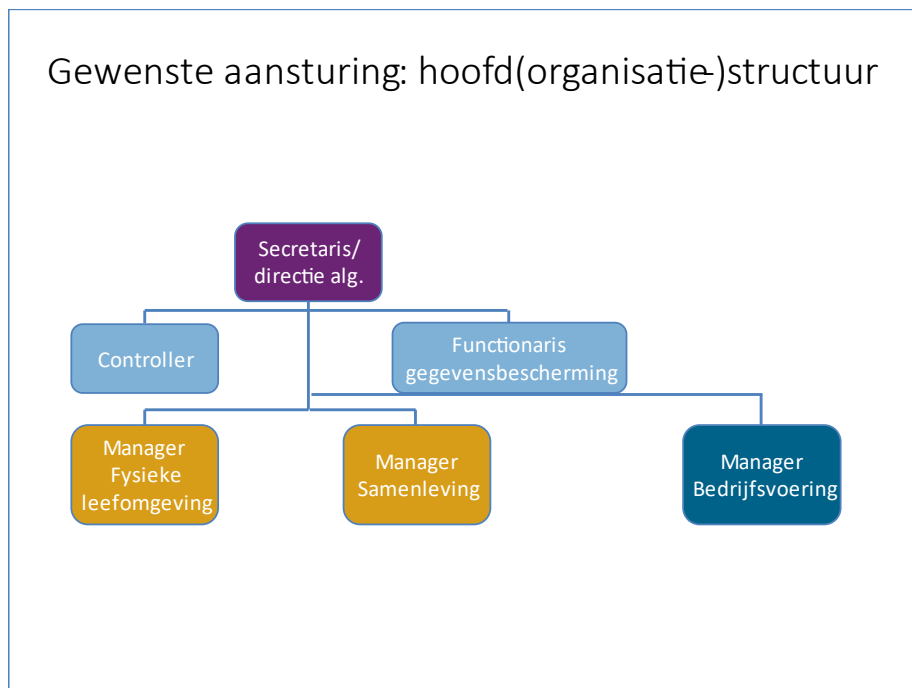 Gewenste aansturing: hoofd(organisatie-)structuur
Secretaris/
directie alg.
Controller
Functionaris
gegevensbescherming
Manager
Fysieke
leefomgeving
Manager
Samenleving
Manager
Bedrijfsvoering